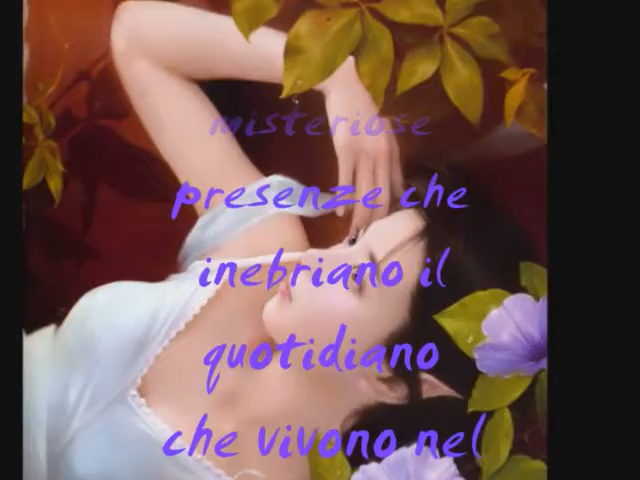 misteriose
presenze che
inebriano il
quotidiano
che vivono nel